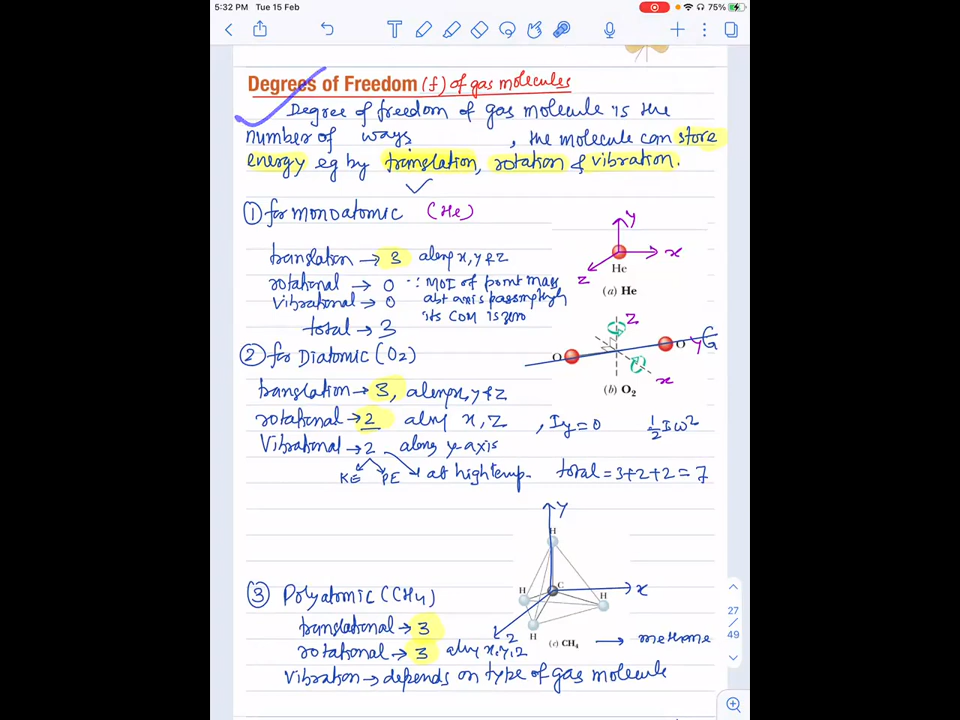 5:32 PM Tue 15 Feb
75%
Degrees of Freedom (f) of gas molecules
Degree of freedom of gas molecule is the
number of ways, the molecule can store
energy eg by translation, rotation & vibration.
① for monoatomic (He)
translation → 3 along x, y & z
rotational → 0 ∵ MOI of point mass
vibrational → 0 abt axis passing
its COM is zero
total → 3
y
x
z
He
(a) He
② for Diatomic (O2)
translation → 3, along x, y & z
rotational → 2 along x, z, Iy = 0 ½Iω²
Vibrational → 2 along y-axis
KE PE at high temp. total = 3+2+2 = 7
z
O O y
x
(b) O2
③ Polyatomic (CH4)
translational → 3
rotational → 3 along x, y, z
vibration → depends on type of gas molecule
y
H
C
x
H H
H
z
(c) CH4 → methane
27
/
49